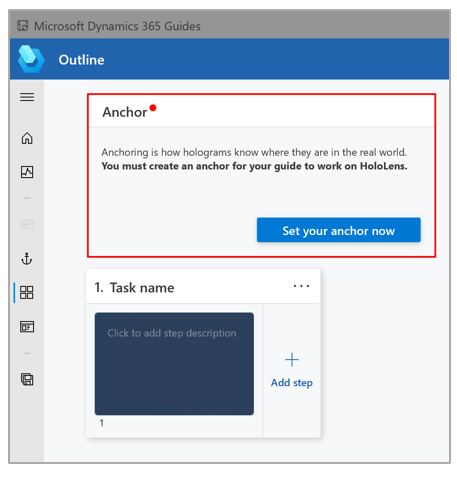 Microsoft Dynamics 365 Guides
Outline
Anchor
Anchoring is how holograms know where they are in the real world.
You must create an anchor for your guide to work on HoloLens.
Set your anchor now
1. Task name
Click to add step description
Add step
1